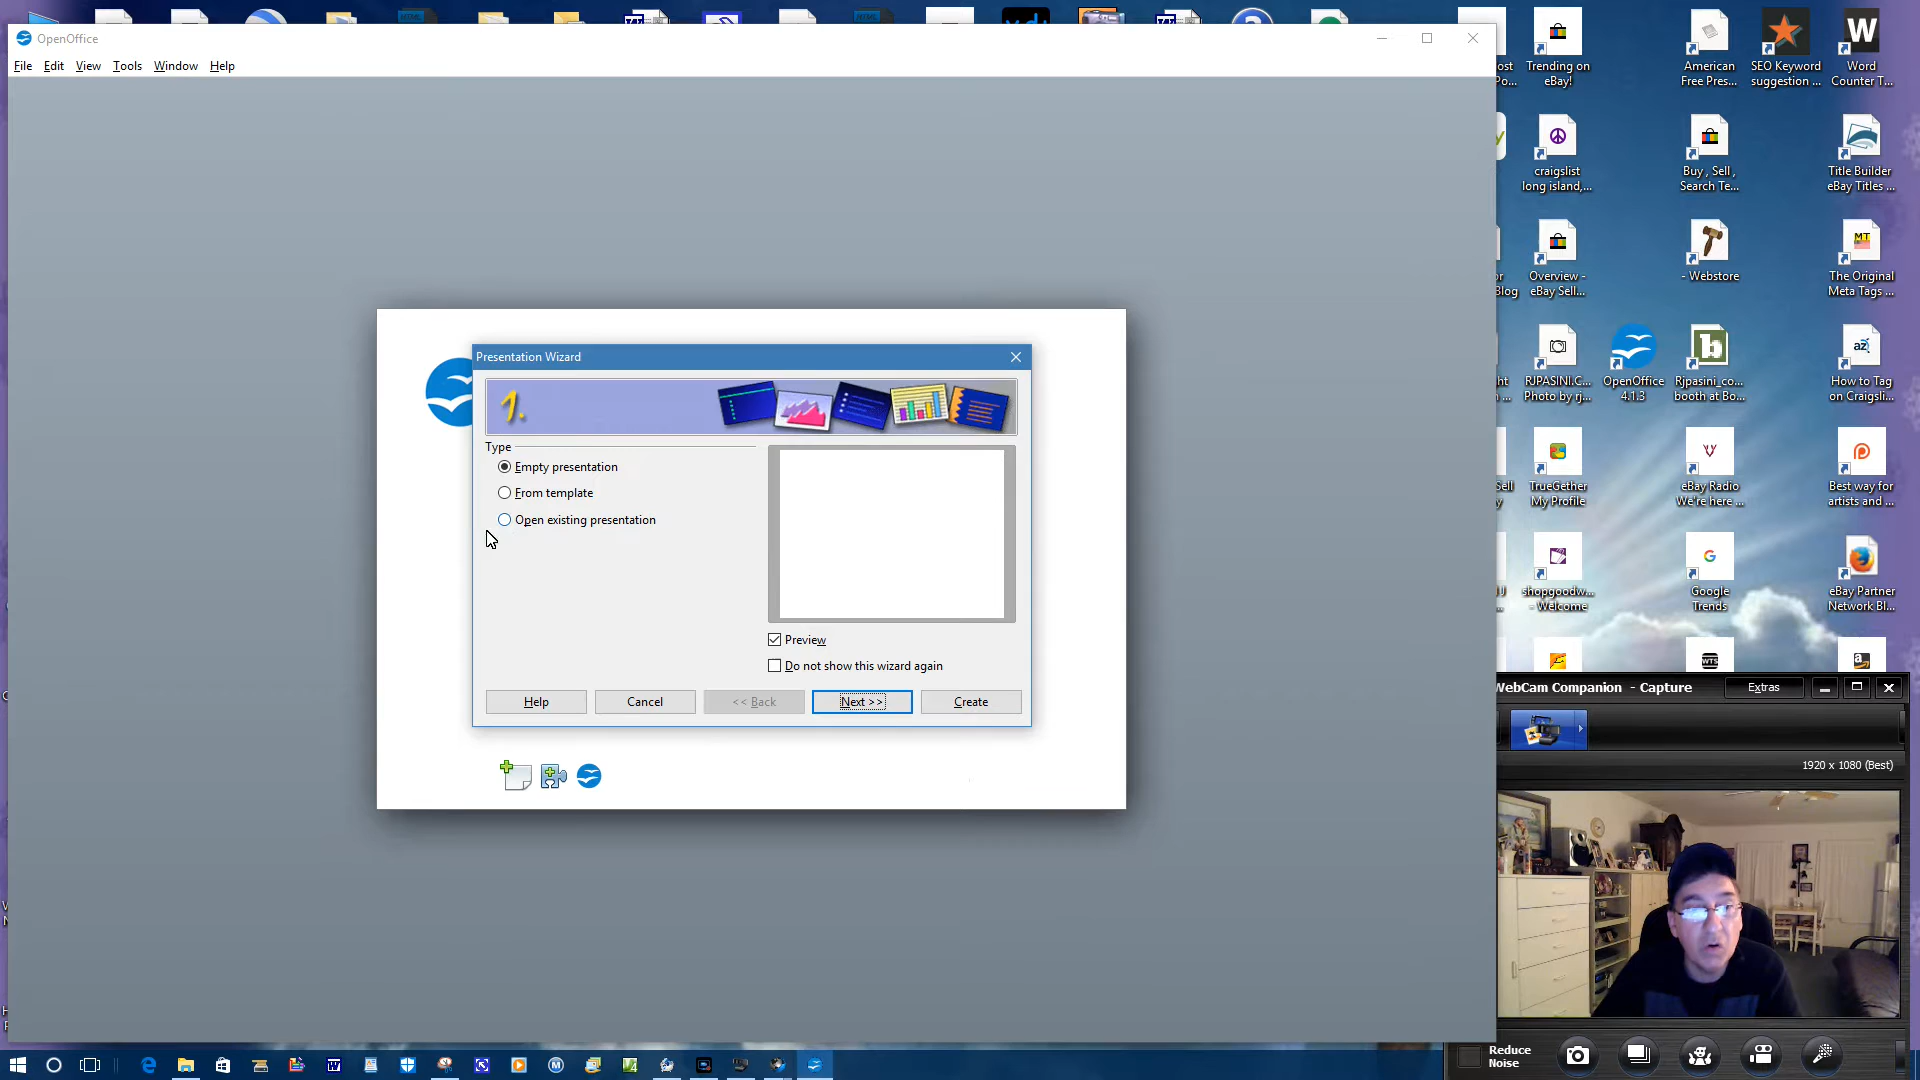 OpenOffice
File Edit View Tools Window Help
Presentation Wizard
1.
Type
Empty presentation
From template
Open existing presentation
Preview
Do not show this wizard again
Help Cancel << Back Next >> Create
Trending on
eBay!
American
Free Pres...
SEO Keyword
suggestion ...
W
Word
Counter T...
craigslist
long island,...
Buy , Sell ,
Search Te...
Title Builder
eBay Titles ...
Overview -
eBay Sell...
- Webstore
MT
The Original
Meta Tags ...
Blog
RJPASINI.C...
Photo by rj...
OpenOffice
4.1.3
b
Rjpasini_co...
booth at Bo...
az
How to Tag
on Craigsli...
TrueGether
My Profile
eBay Radio
We're here ...
Best way for
artists and ...
shopgoodw...
- Welcome
G
Google
Trends
eBay Partner
Network Bl...
WTS
a
WebCam Companion - Capture Extras
1920 x 1080 (Best)
Reduce
Noise